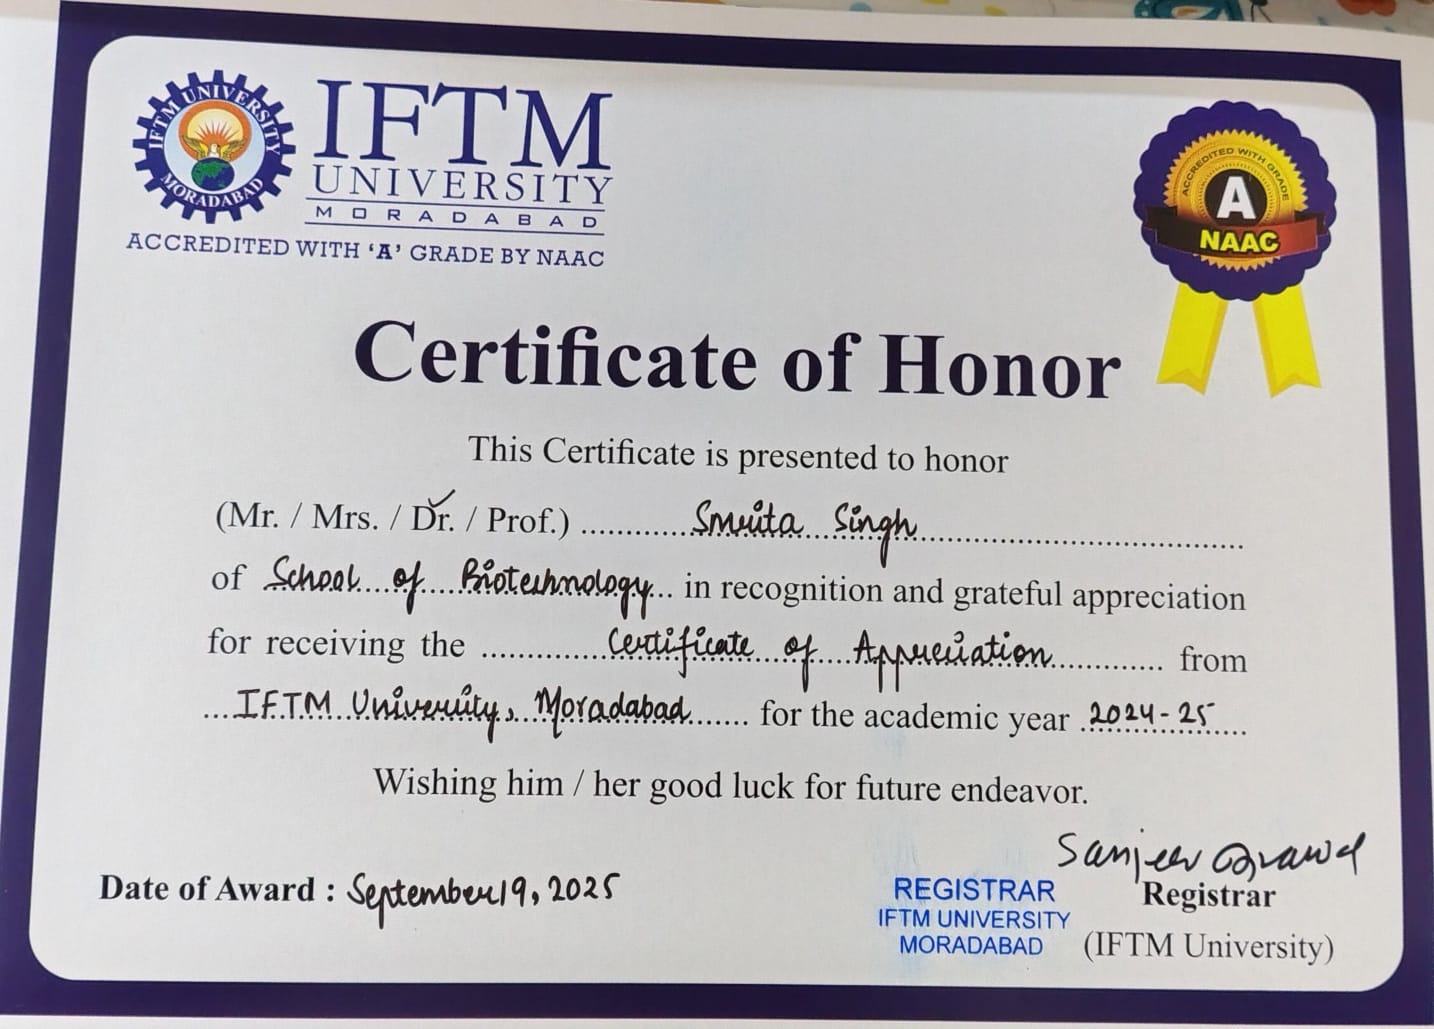 IFTM UNIVERSITY
MORADABAD
IFTM
UNIVERSITY
MORADABAD
ACCREDITED WITH ‘A’ GRADE BY NAAC
ACCREDITED WITH GRADE
A
NAAC
Certificate of Honor
This Certificate is presented to honor
(Mr. / Mrs. / Dr. / Prof.) Smrita Singh
of School of Biotechnology in recognition and grateful appreciation
for receiving the Certificate of Appreciation from
IFTM University, Moradabad for the academic year 2024-25
Wishing him / her good luck for future endeavor.
Date of Award : September 19, 2025
Sanjeev Agrawal
REGISTRAR
IFTM UNIVERSITY
MORADABAD
Registrar
(IFTM University)